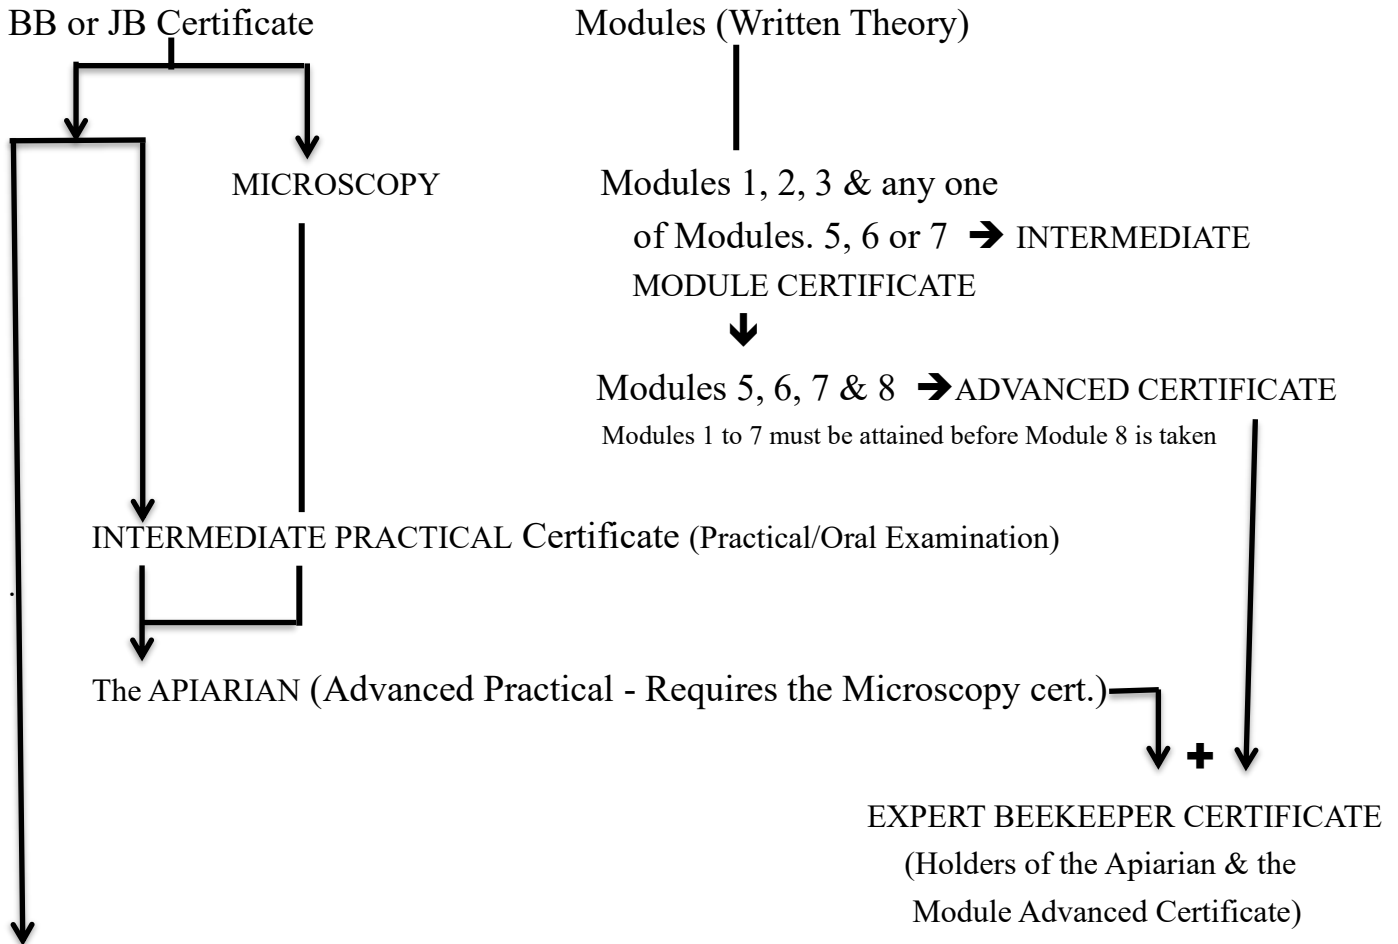 BB or JB Certificate
Modules (Written Theory)
MICROSCOPY
Modules 1, 2, 3 & any one
of Modules. 5, 6 or 7 ➔ INTERMEDIATE
MODULE CERTIFICATE
Modules 5, 6, 7 & 8 ➔ADVANCED CERTIFICATE
Modules 1 to 7 must be attained before Module 8 is taken
INTERMEDIATE PRACTICAL Certificate (Practical/Oral Examination)
.
The APIARIAN (Advanced Practical - Requires the Microscopy cert.)
+
EXPERT BEEKEEPER CERTIFICATE
(Holders of the Apiarian & the
Module Advanced Certificate)